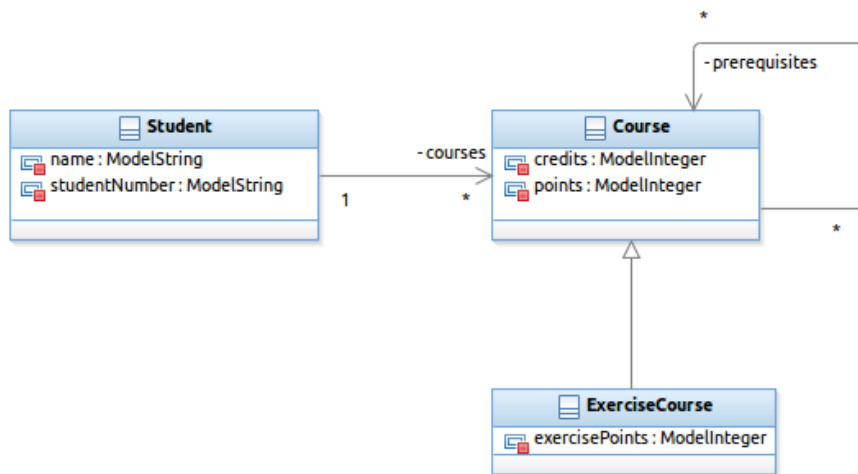 *
- prerequisites
Student
name : ModelString
studentNumber : ModelString
- courses
1
*
Course
credits : ModelInteger
points : ModelInteger
*
ExerciseCourse
exercisePoints : ModelInteger